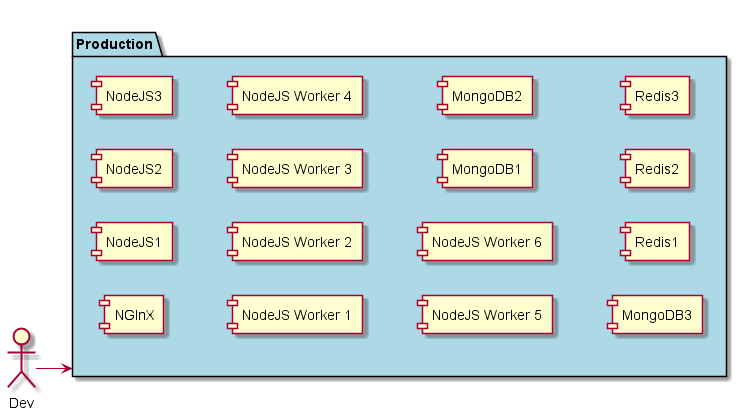 Production
NodeJS3
NodeJS Worker 4
MongoDB2
Redis3
NodeJS2
NodeJS Worker 3
MongoDB1
Redis2
NodeJS1
NodeJS Worker 2
NodeJS Worker 6
Redis1
NGInX
NodeJS Worker 1
NodeJS Worker 5
MongoDB3
Dev